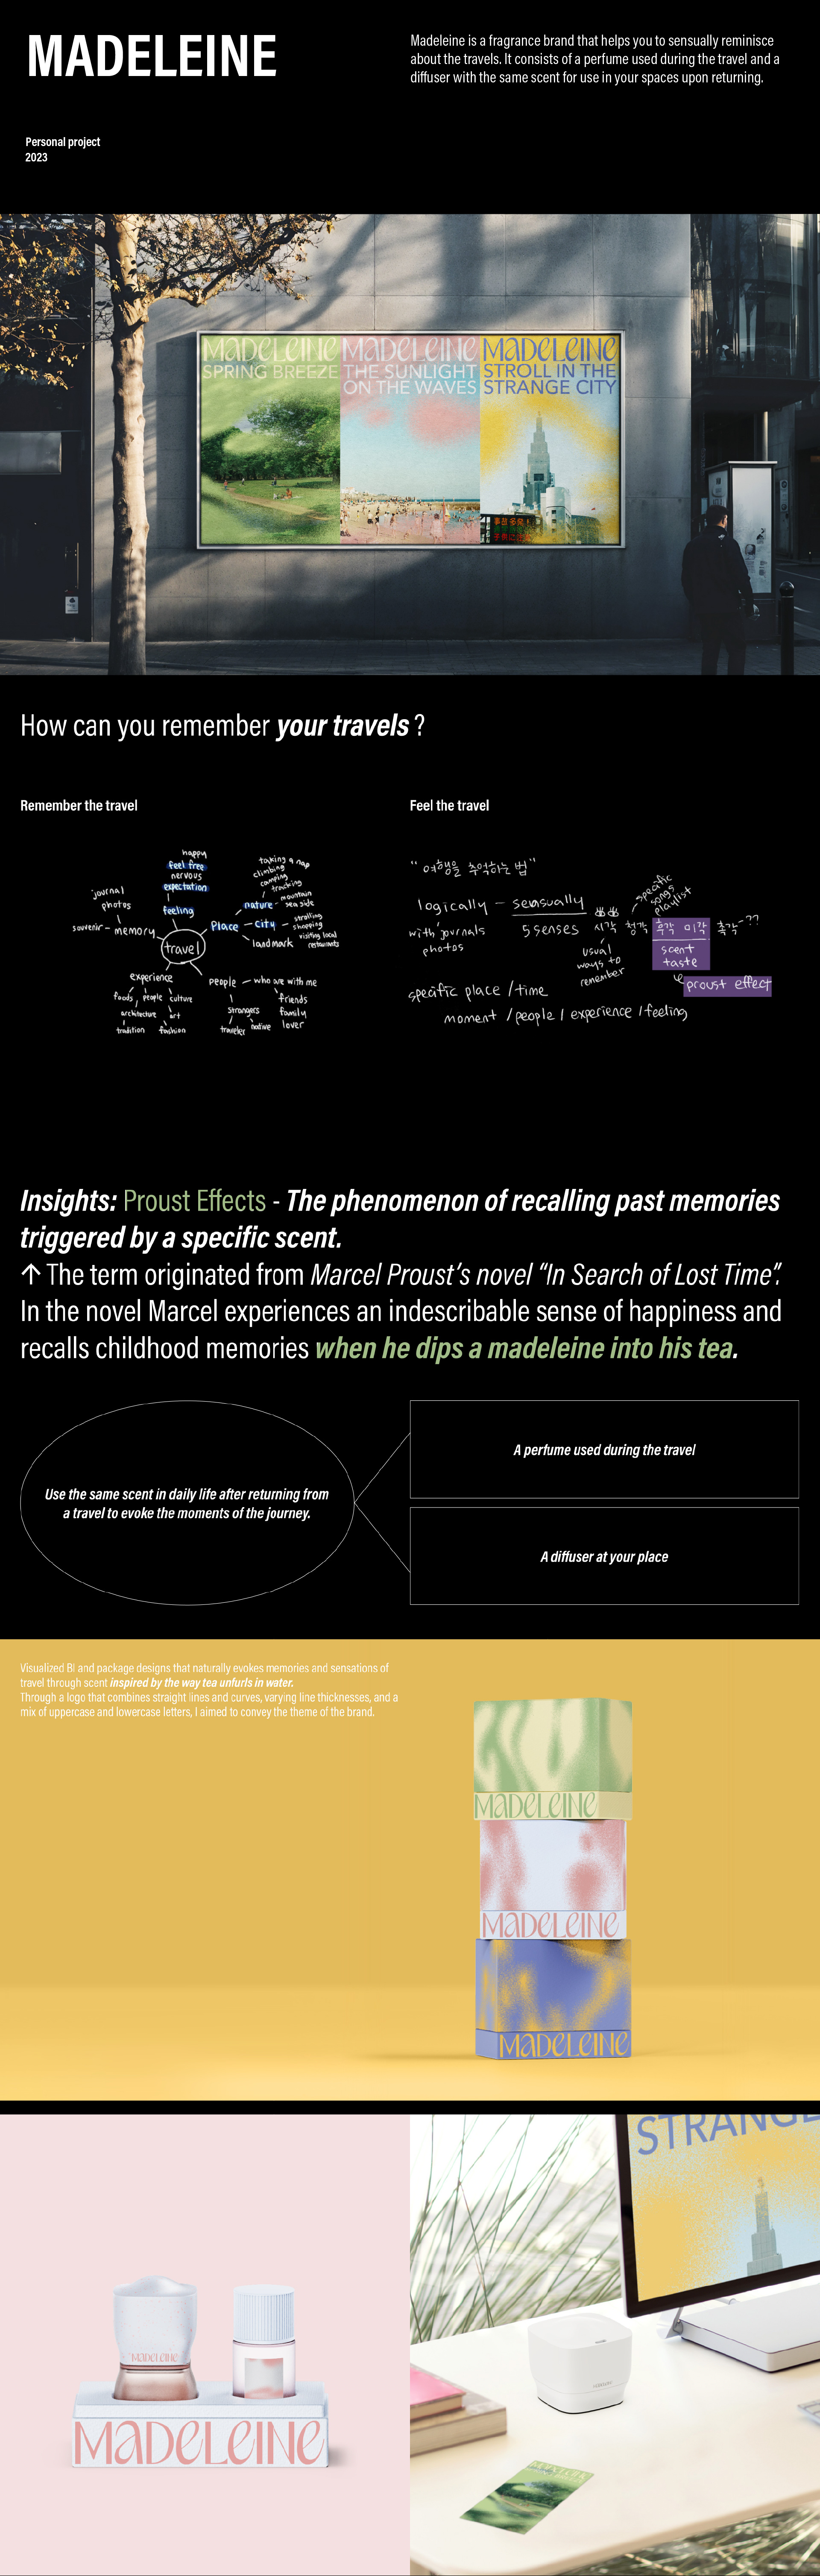 MADELEINE
Madeleine is a fragrance brand that helps you to sensually reminisce
about the travels. It consists of a perfume used during the travel and a
diffuser with the same scent for use in your spaces upon returning.
Personal project
2023
MaDeLeINe
SPRING BREEZE
MaDeLeINe
THE SUNLIGHT
ON THE WAVES
MaDeLeINe
STROLL IN THE
STRANGE CITY
How can you remember your travels ?
Remember the travel
Feel the travel
happy
feel free
nervous
expectation
feeling
journal
photos
souvenir - memory
travel
taking a nap
climbing
camping
tracking
mountain
nature - sea side
place - city - strolling
shopping
visiting local
restaurants
landmark
experience
foods people culture
architecture art
tradition fashion
people - who are with me
strangers
traveler native
friends
family
lover
"여행을 추억하는 법"
logically - sensually
with journals
photos
5 senses
시각 청각 후각 미각 촉각 - ??
usual
ways to
remember
specific
songs
playlist
scent
taste
proust effect
specific place / time
moment / people / experience / feeling
Insights: Proust Effects - The phenomenon of recalling past memories
triggered by a specific scent.
↑ The term originated from Marcel Proust's novel “In Search of Lost Time”.
In the novel Marcel experiences an indescribable sense of happiness and
recalls childhood memories when he dips a madeleine into his tea.
Use the same scent in daily life after returning from
a travel to evoke the moments of the journey.
A perfume used during the travel
A diffuser at your place
Visualized BI and package designs that naturally evokes memories and sensations of
travel through scent inspired by the way tea unfurls in water.
Through a logo that combines straight lines and curves, varying line thicknesses, and a
mix of uppercase and lowercase letters, I aimed to convey the theme of the brand.
MaDeLeINe
MaDeLeINe
MaDeLeINe
MaDeLeINe
MaDeLeINe
STRANGE